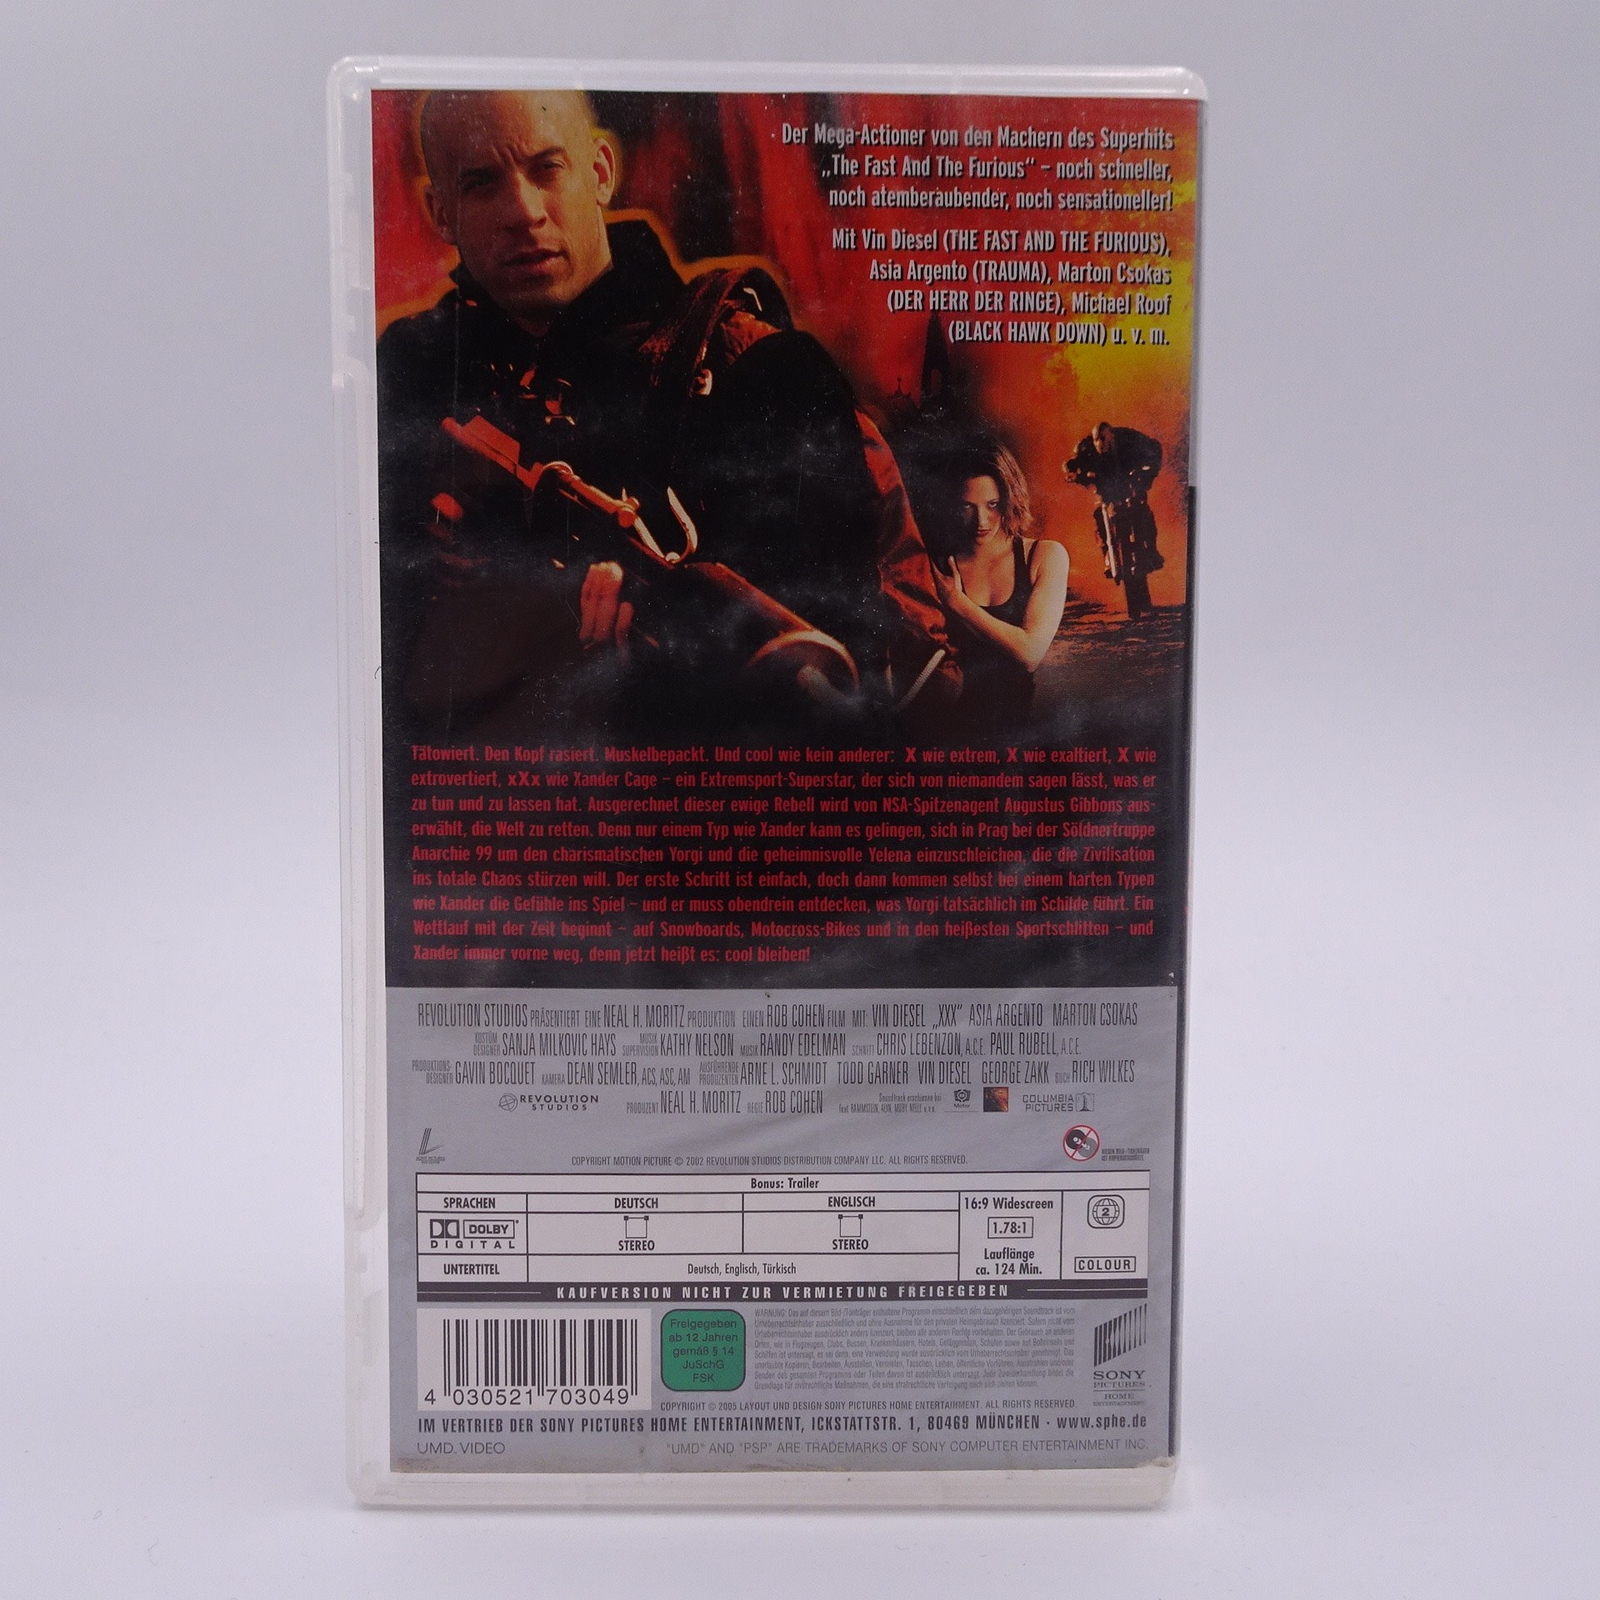 Der Mega-Actioner von den Machern des Superhits
„The Fast And The Furious“ – noch schneller,
noch atemberaubender, noch sensationeller!
Mit Vin Diesel (THE FAST AND THE FURIOUS),
Asia Argento (TRAUMA), Marton Csokas
(DER HERR DER RINGE), Michael Roof
(BLACK HAWK DOWN) u. v. m.
Tätowiert. Den Kopf rasiert. Muskelbepackt. Und cool wie kein anderer: X wie extrem, X wie exaltiert, X wie
extrovertiert, xXx wie Xander Cage – ein Extremsport-Superstar, der sich von niemandem sagen lässt, was er
zu tun und zu lassen hat. Ausgerechnet dieser ewige Rebell wird von NSA-Spitzenagent Augustus Gibbons aus-
erwählt, die Welt zu retten. Denn nur einem Typ wie Xander kann es gelingen, sich in Prag bei der Söldnertruppe
Anarchie 99 um den charismatischen Yorgi und die geheimnisvolle Yelena einzuschleichen, die die Zivilisation
ins totale Chaos stürzen will. Der erste Schritt ist einfach, doch dann kommen selbst bei einem harten Typen
wie Xander die Gefühle ins Spiel – und er muss obendrein entdecken, was Yorgi tatsächlich im Schilde führt. Ein
Wettlauf mit der Zeit beginnt – auf Snowboards, Motocross-Bikes und in den heißesten Sportschlitten – und
Xander immer vorne weg, denn jetzt heißt es: cool bleiben!
REVOLUTION STUDIOS PRÄSENTIERT EINE NEAL H. MORITZ PRODUKTION EINEN ROB COHEN FILM MIT: VIN DIESEL „XXX“ ASIA ARGENTO MARTON CSOKAS
KOSTÜM DESIGNER SANJA MILKOVIC HAYS MUSIK SUPERVISION KATHY NELSON MUSIK RANDY EDELMAN SCHNITT CHRIS LEBENZON, A.C.E. PAUL RUBELL, A.C.E.
PRODUKTIONS-DESIGNER GAVIN BOCQUET KAMERA DEAN SEMLER, ACS, ASC, AM AUSFÜHRENDE PRODUZENTEN ARNE L. SCHMIDT TODD GARNER VIN DIESEL GEORGE ZAKK BUCH RICH WILKES
REVOLUTION STUDIOS PRODUZENT NEAL H. MORITZ REGIE ROB COHEN Soundtrack erschienen bei COLUMBIA PICTURES
COPYRIGHT MOTION PICTURE © 2002 REVOLUTION STUDIOS DISTRIBUTION COMPANY LLC. ALL RIGHTS RESERVED.
Bonus: Trailer
SPRACHEN DEUTSCH ENGLISCH 16:9 Widescreen
DOLBY DIGITAL STEREO STEREO 1.78:1 2
Lauflänge
ca. 124 Min.
UNTERTITEL Deutsch, Englisch, Türkisch COLOUR
KAUFVERSION NICHT ZUR VERMIETUNG FREIGEGEBEN
4 030521 703049
Freigegeben
ab 12 Jahren
gemäß § 14
JuSchG
FSK
SONY
PICTURES
HOME
ENTERTAINMENT
COPYRIGHT © 2005 LAYOUT UND DESIGN SONY PICTURES HOME ENTERTAINMENT. ALL RIGHTS RESERVED.
IM VERTRIEB DER SONY PICTURES HOME ENTERTAINMENT, ICKSTATTSTR. 1, 80469 MÜNCHEN · www.sphe.de
UMD. VIDEO "UMD" AND "PSP" ARE TRADEMARKS OF SONY COMPUTER ENTERTAINMENT INC.